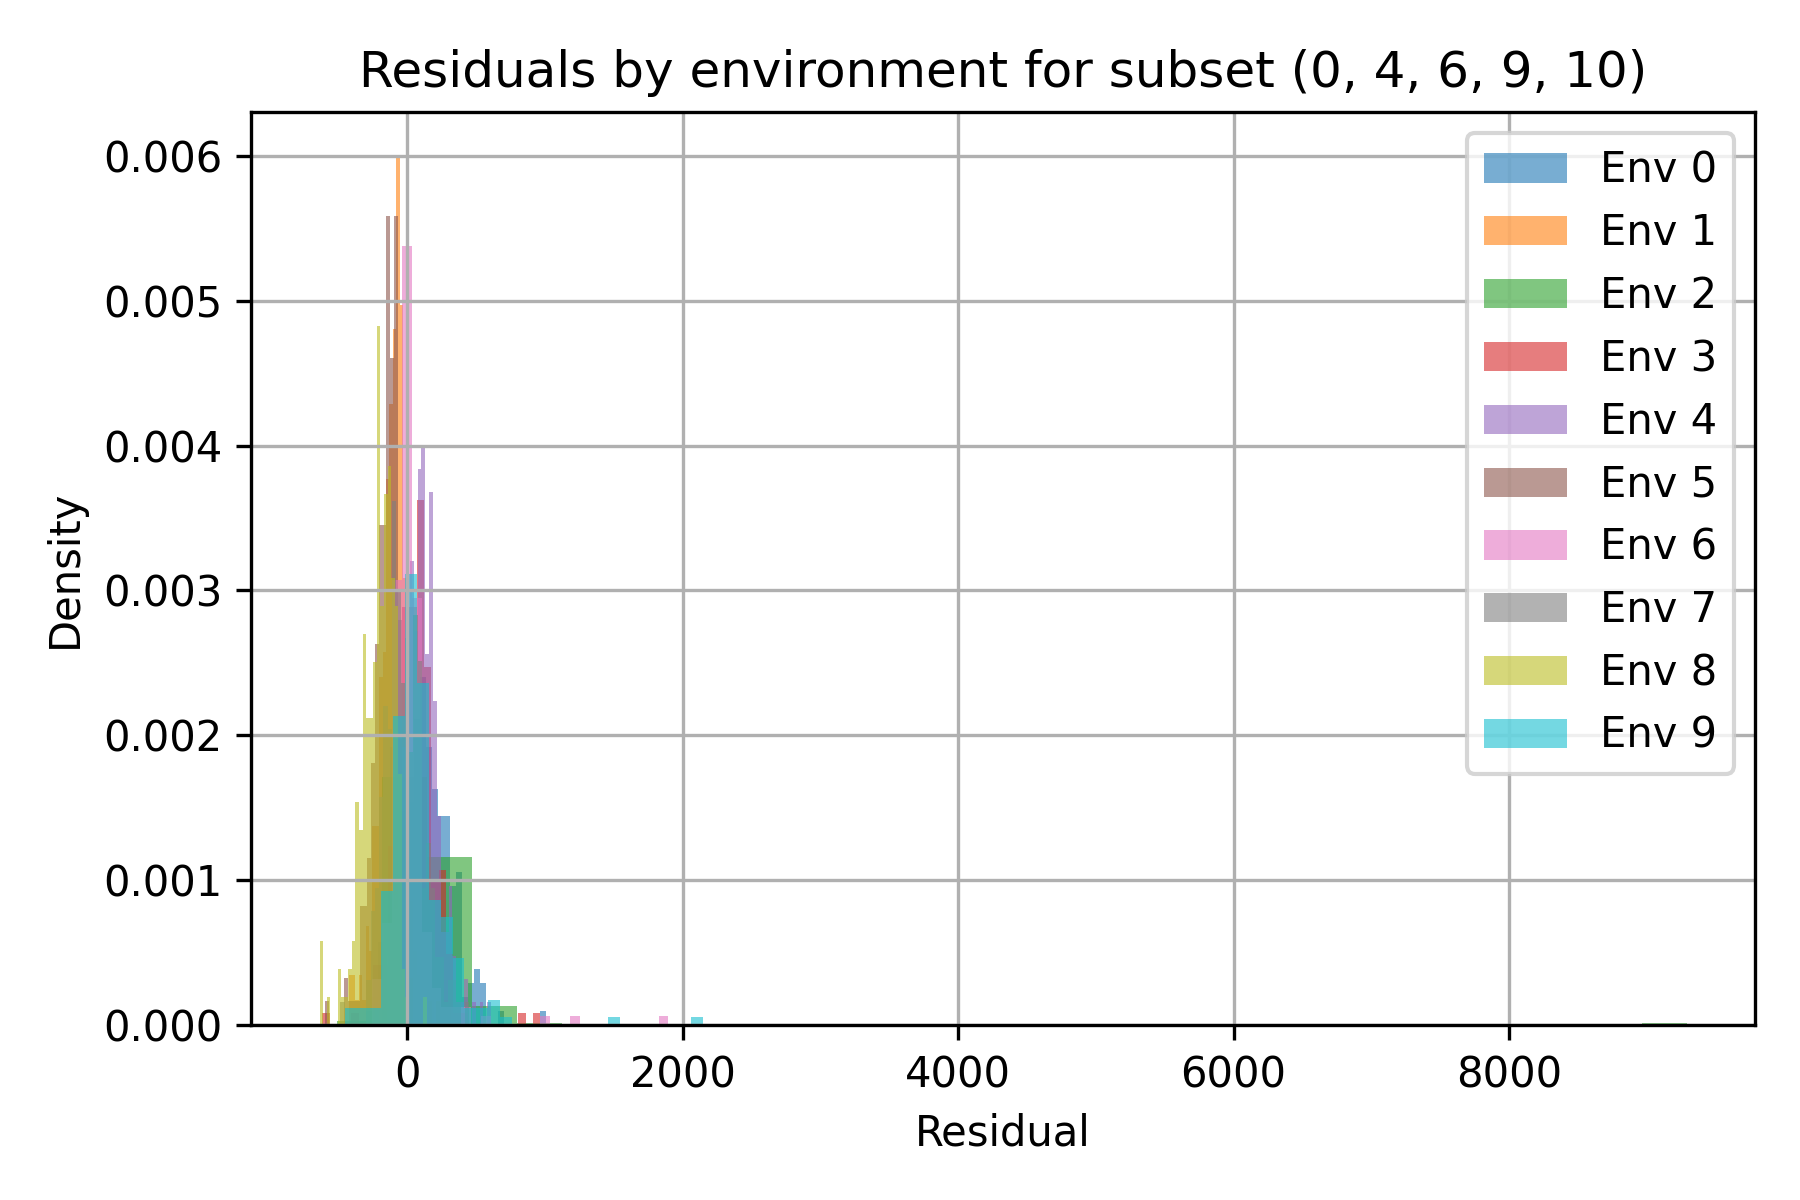 Residuals by environment for subset (0, 4, 6, 9, 10)
0.006
0.005
0.004
0.003
0.002
0.001
0.000
Density
0
2000
4000
6000
8000
Residual
Env 0
Env 1
Env 2
Env 3
Env 4
Env 5
Env 6
Env 7
Env 8
Env 9